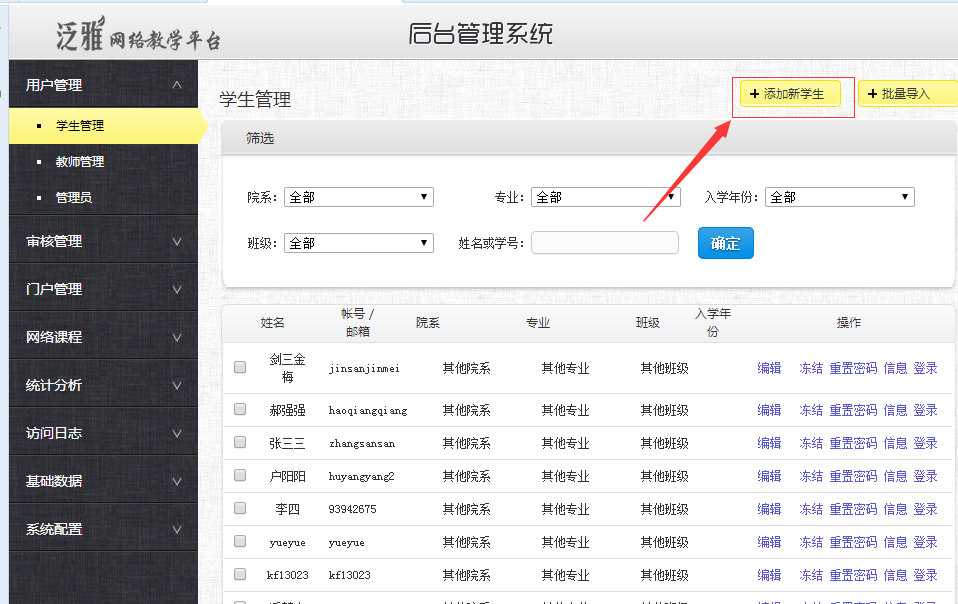 泛雅网络教学平台
后台管理系统
用户管理
学生管理
教师管理
管理员
审核管理
门户管理
网络课程
统计分析
访问日志
基础数据
系统配置
学生管理
+ 添加新学生
+ 批量导入
筛选
院系: 全部 专业: 全部 入学年份: 全部
班级: 全部 姓名或学号: 确定
姓名 帐号 / 邮箱 院系 专业 班级 入学年份 操作
剑三金梅 jinsanjinmei 其他院系 其他专业 其他班级 编辑 冻结 重置密码 信息 登录
郝强强 haoqiangqiang 其他院系 其他专业 其他班级 编辑 冻结 重置密码 信息 登录
张三三 zhangsansan 其他院系 其他专业 其他班级 编辑 冻结 重置密码 信息 登录
户阳阳 huyangyang2 其他院系 其他专业 其他班级 编辑 冻结 重置密码 信息 登录
李四 93942675 其他院系 其他专业 其他班级 编辑 冻结 重置密码 信息 登录
yueyue yueyue 其他院系 其他专业 其他班级 编辑 冻结 重置密码 信息 登录
kf13023 kf13023 其他院系 其他专业 其他班级 编辑 冻结 重置密码 信息 登录